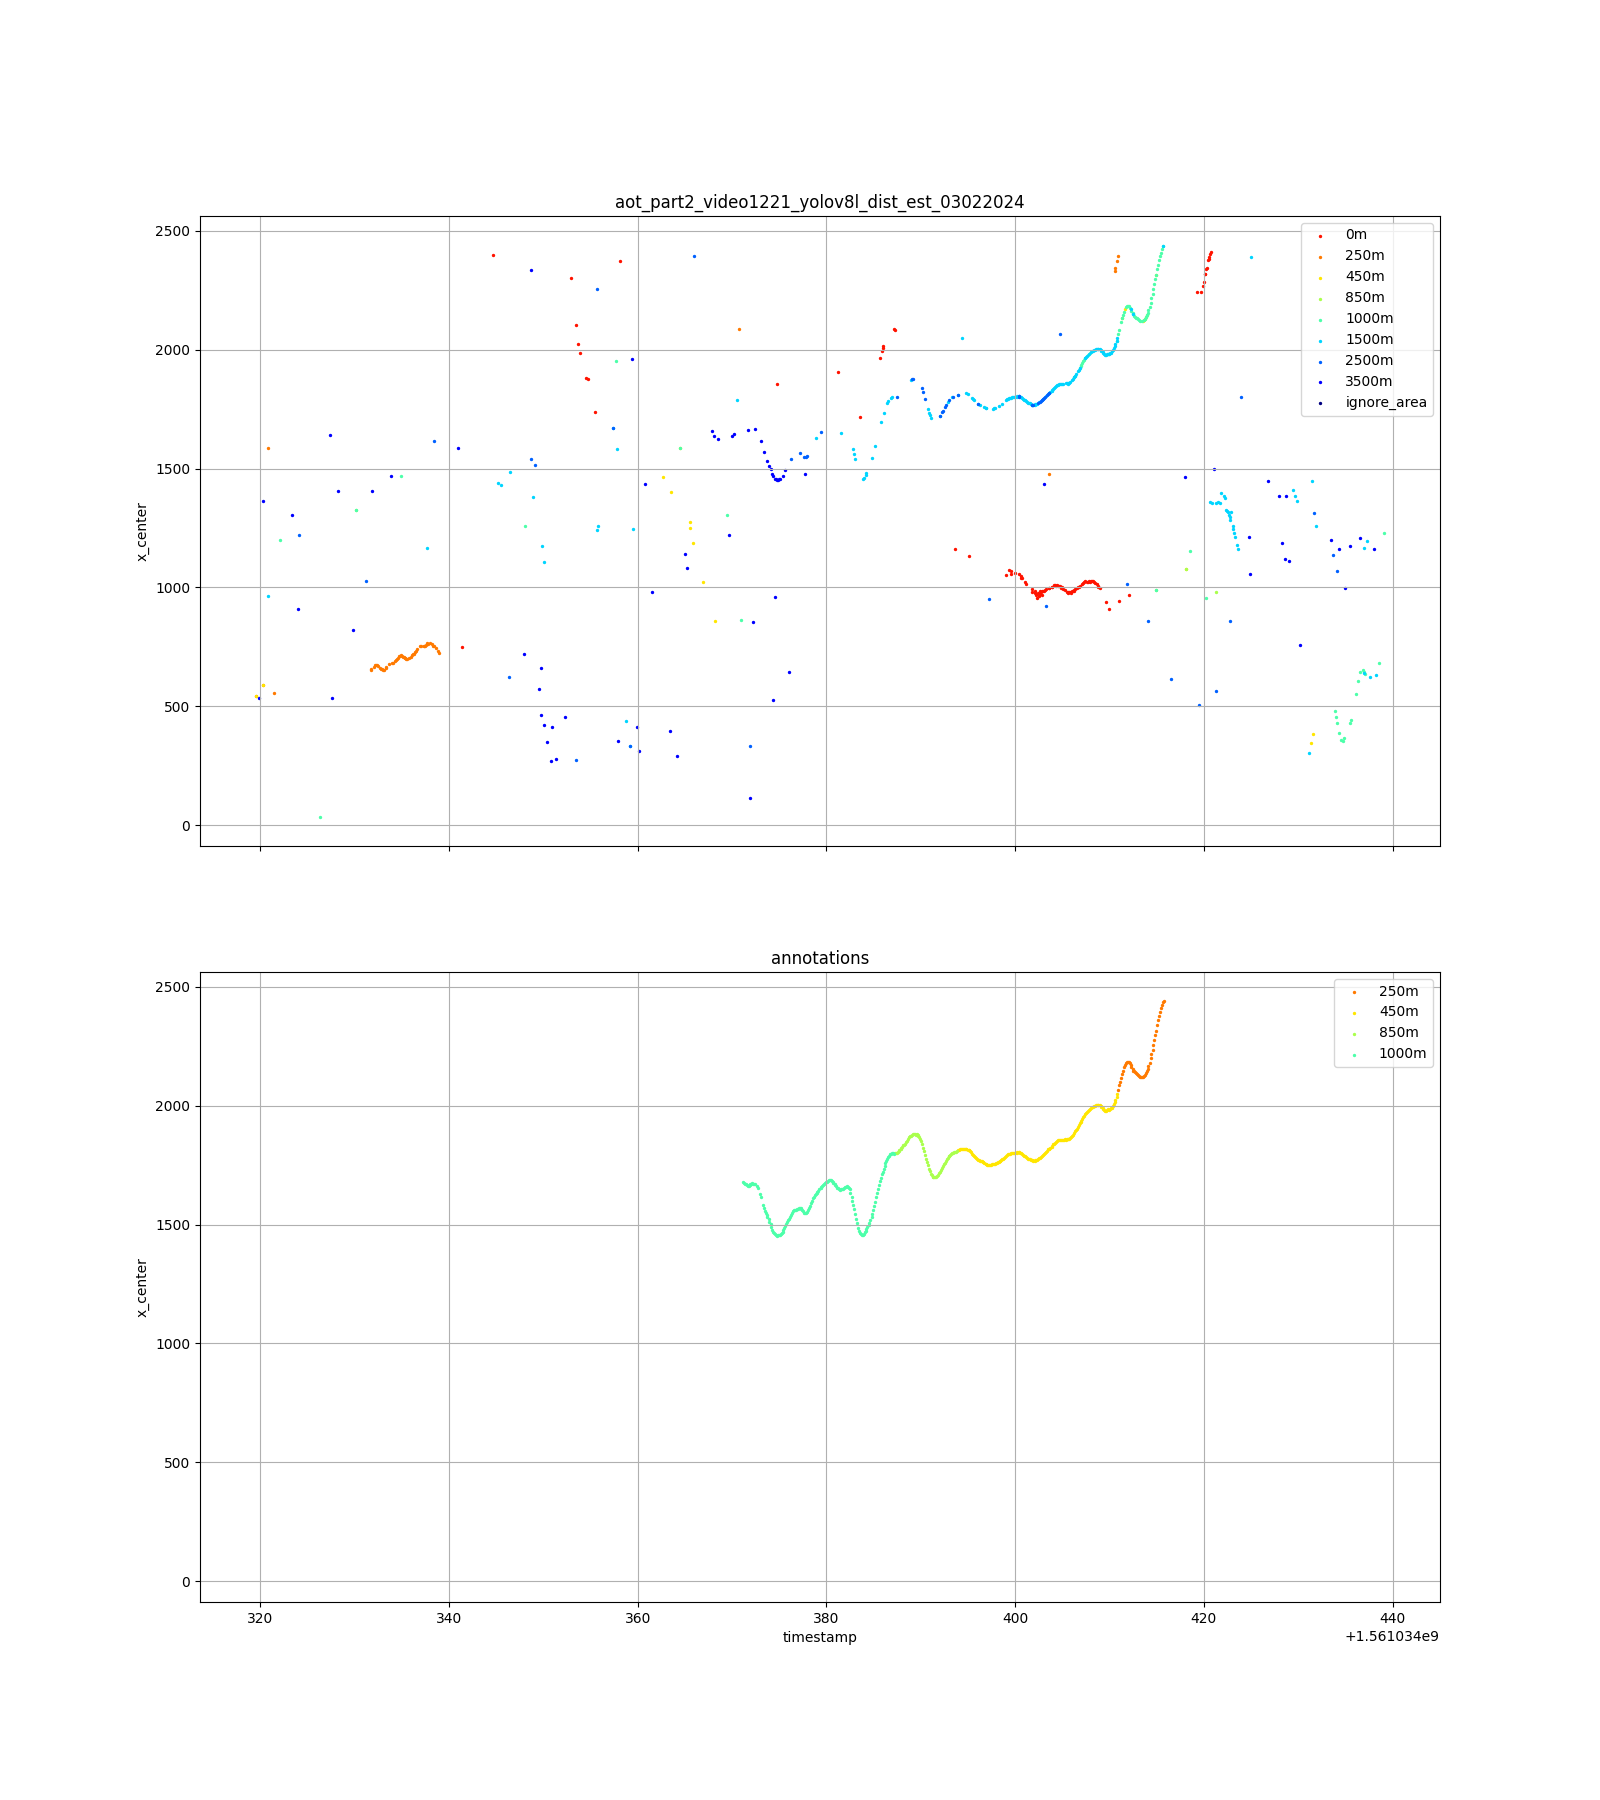 aot_part2_video1221_yolov8l_dist_est_03022024
2500
2000
1500
1000
500
0
x_center
0m
250m
450m
850m
1000m
1500m
2500m
3500m
ignore_area
annotations
2500
2000
1500
1000
500
0
x_center
250m
450m
850m
1000m
320 340 360 380 400 420 440
timestamp
+1.561034e9